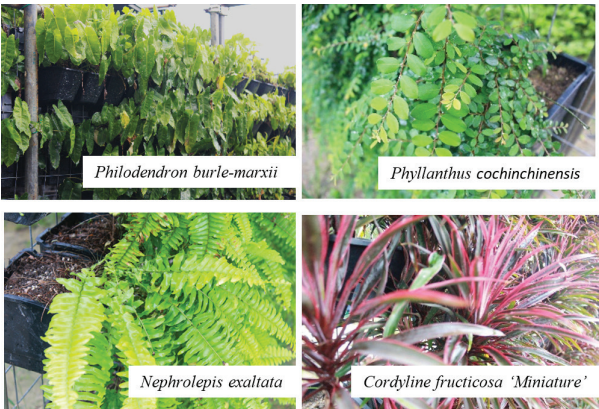 Philodendron burle-marxii
Phyllanthus cochinchinensis
Nephrolepis exaltata
Cordyline fructicosa ‘Miniature’